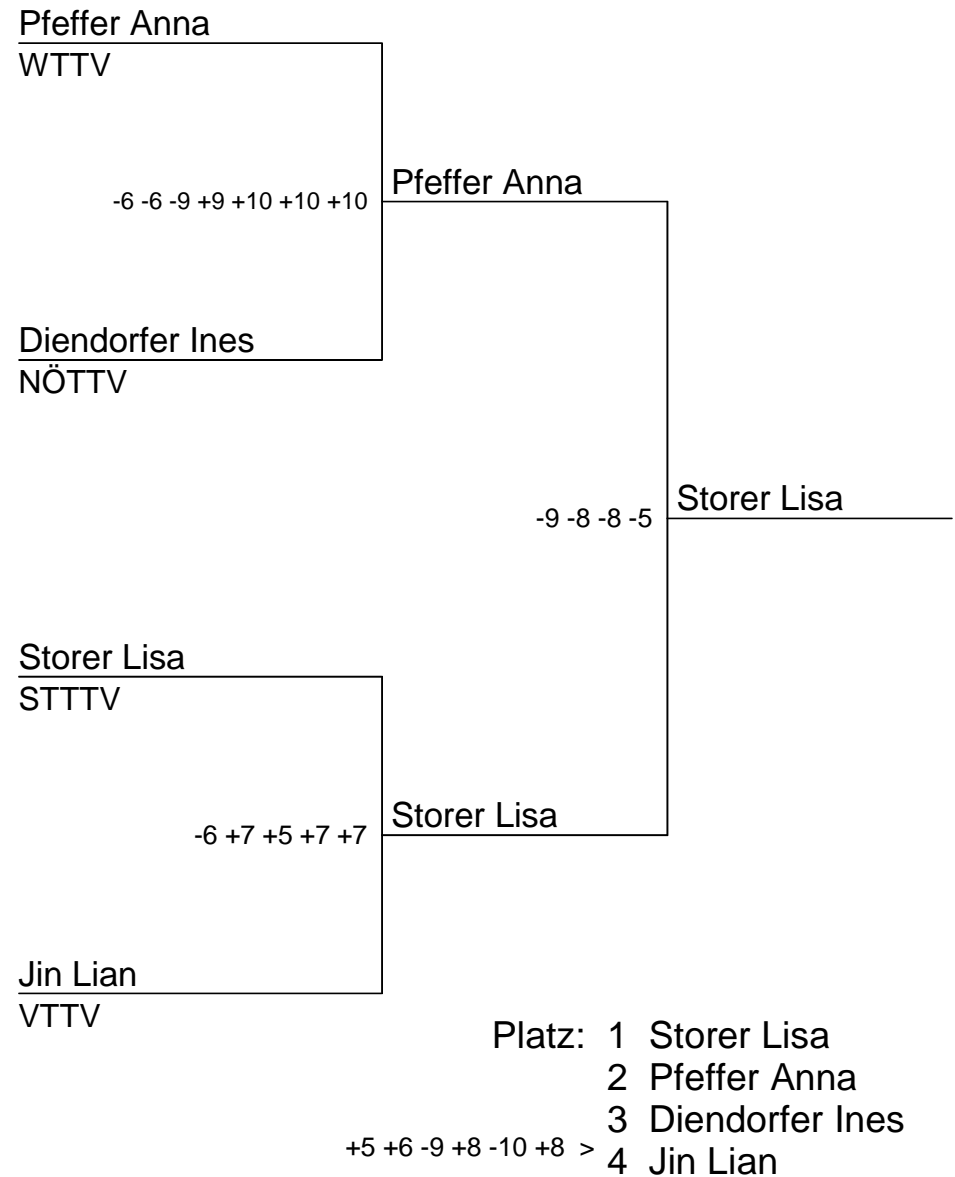 Pfeffer Anna
WTTV
Pfeffer Anna
-6 -6 -9 +9 +10 +10 +10
Diendorfer Ines
NÖTTV
Storer Lisa
-9 -8 -8 -5
Storer Lisa
STTTV
Storer Lisa
-6 +7 +5 +7 +7
Jin Lian
VTTV
Platz: 1 Storer Lisa
2 Pfeffer Anna
3 Diendorfer Ines
+5 +6 -9 +8 -10 +8 >
4 Jin Lian